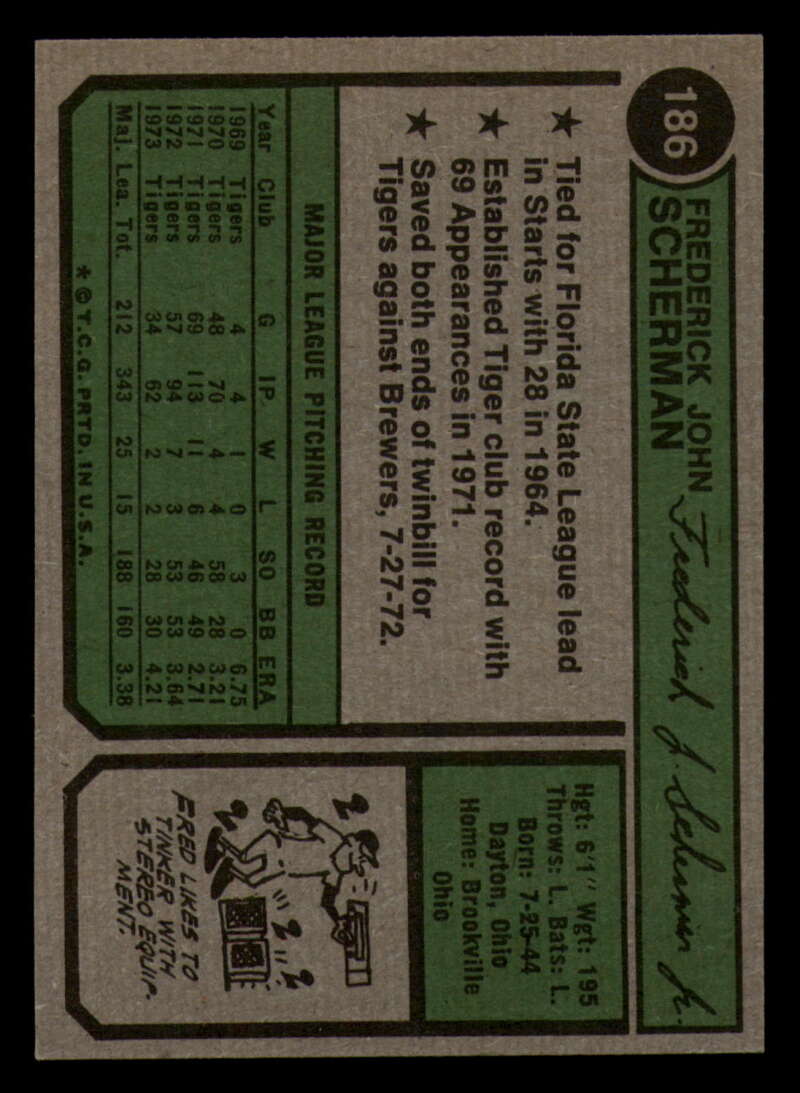 186
FREDERICK JOHN
SCHERMAN
Frederick J. Scherman Jr.
★ Tied for Florida State League lead
in Starts with 28 in 1964.
★ Established Tiger club record with
69 Appearances in 1971.
★ Saved both ends of twinbill for
Tigers against Brewers, 7-27-72.
Hgt: 6'1" Wgt: 195
Throws: L. Bats: L.
Born: 7-25-44
Dayton, Ohio
Home: Brookville
Ohio
MAJOR LEAGUE PITCHING RECORD
Year Club G IP W L SO BB ERA
1969 Tigers 4 4 1 0 3 0 6.75
1970 Tigers 48 70 4 4 58 28 3.21
1971 Tigers 69 113 11 6 46 49 2.71
1972 Tigers 57 94 7 3 53 53 3.64
1973 Tigers 34 62 2 2 28 30 4.21
Maj. Lea. Tot. 212 343 25 15 188 160 3.38
* © T.C.G. PRTD. IN U.S.A.
FRED LIKES TO
TINKER WITH
STEREO EQUIP-
MENT.